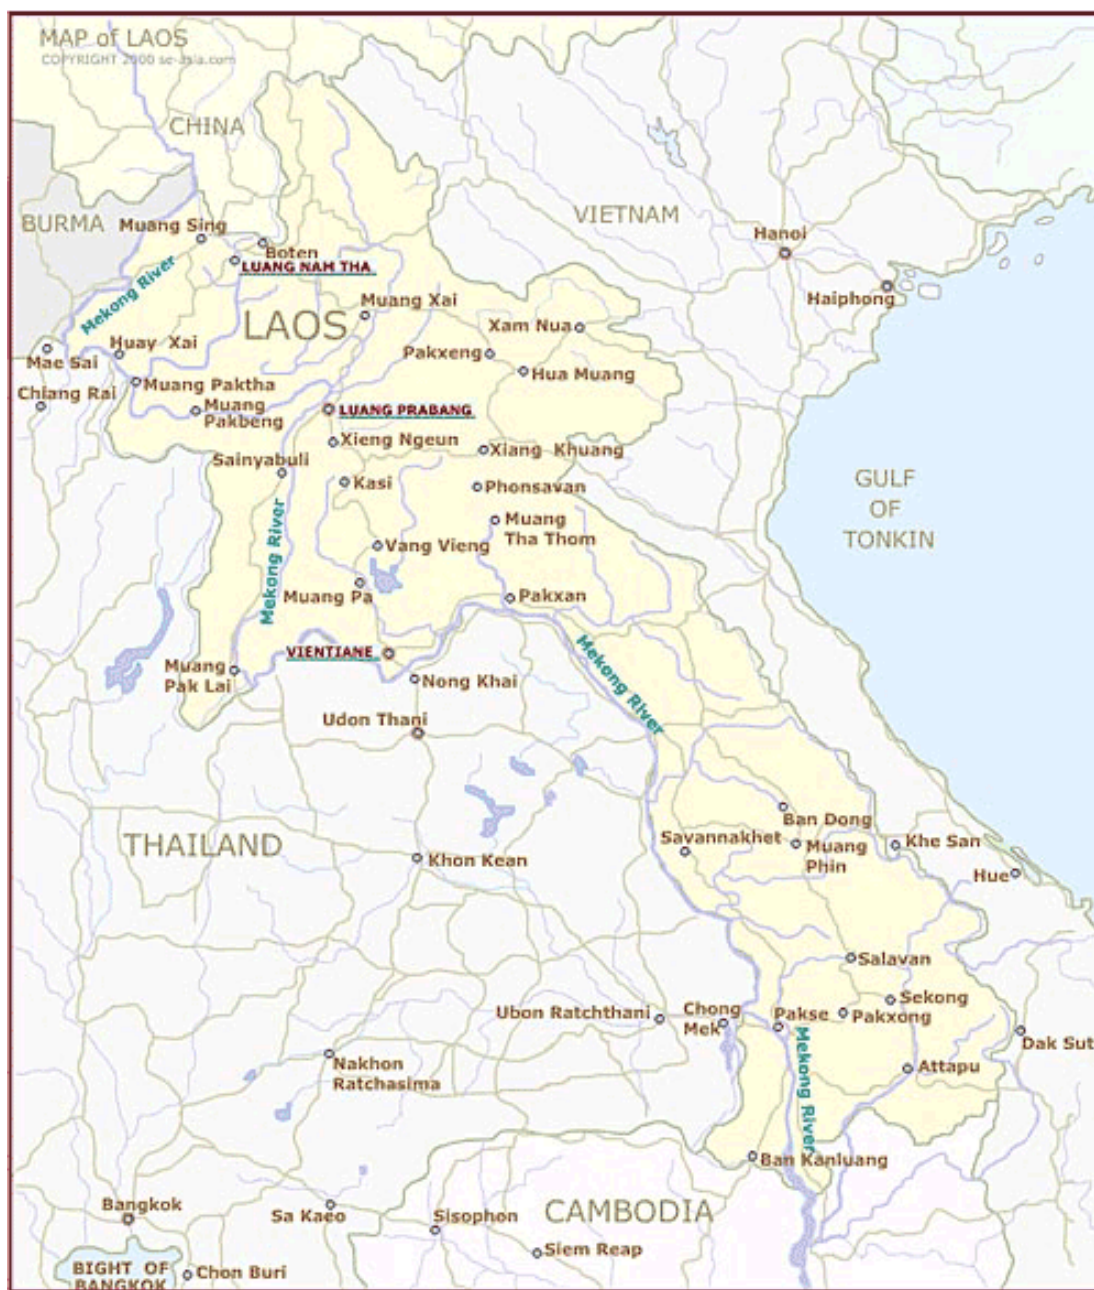 MAP of LAOS
COPYRIGHT 2000 se-asia.com
CHINA
BURMA
VIETNAM
Muang Sing
Boten
LUANG NAM THA
Hanoi
Haiphong
Mekong River
Muang Xai
LAOS
Xam Nua
Huay Xai
Pakxeng
Mae Sai
Hua Muang
Chiang Rai
Muang Paktha
Muang
Pakbeng
LUANG PRABANG
Xieng Ngeun
Xiang Khuang
Sainyabuli
Kasi
Phonsavan
GULF
OF
TONKIN
Muang
Tha Thom
Mekong River
Vang Vieng
Muang Pa
Pakxan
VIENTIANE
Mekong River
Muang
Pak Lai
Nong Khai
Udon Thani
THAILAND
Ban Dong
Savannakhet
Muang
Phin
Khe San
Hue
Khon Kean
Salavan
Sekong
Ubon Ratchthani
Chong
Mek
Pakse
Pakxong
Dak Sut
Nakhon
Ratchasima
Mekong River
Attapu
Ban Kanluang
Bangkok
Sa Kaeo
Sisophon
CAMBODIA
Siem Reap
BIGHT OF
BANGKOK
Chon Buri